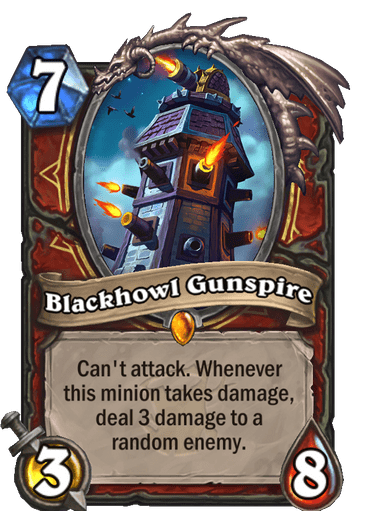 7
Blackhowl Gunspire
Can't attack. Whenever
this minion takes damage,
deal 3 damage to a
random enemy.
3
8